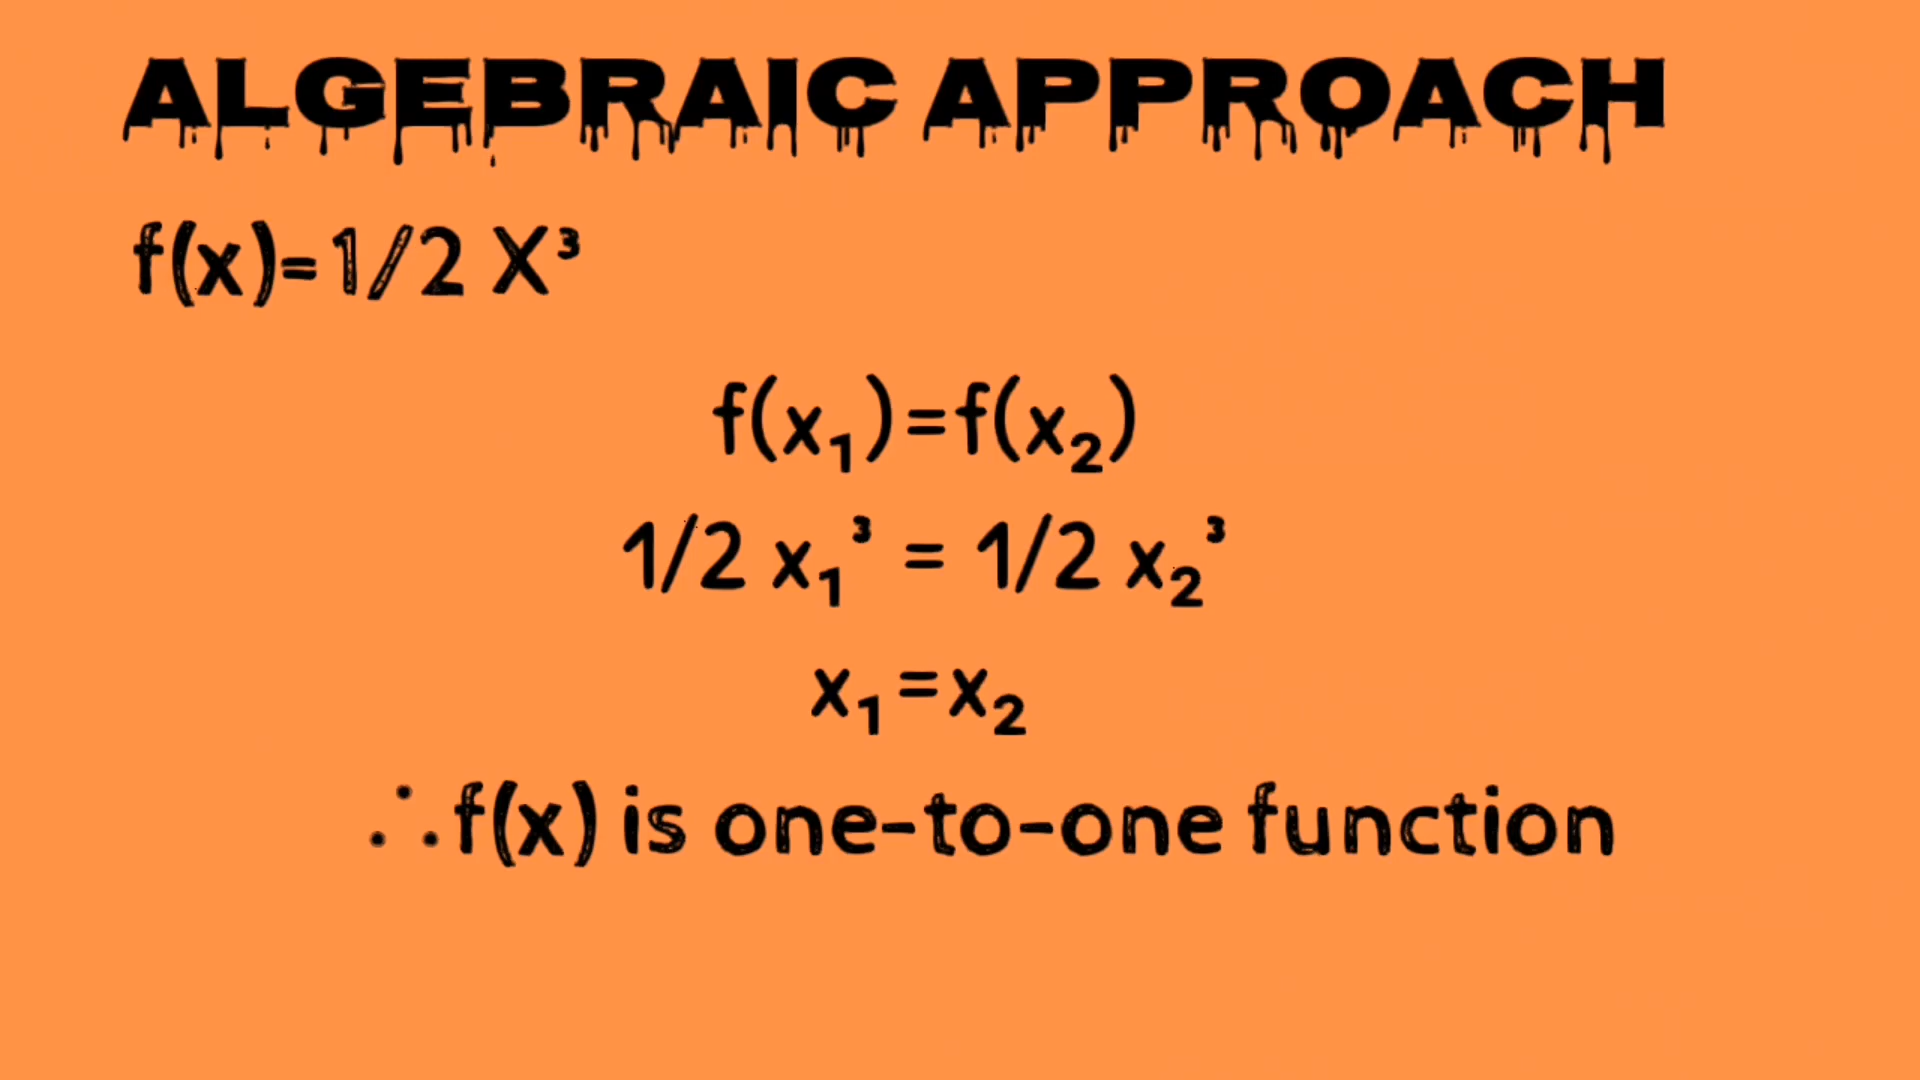 ALGEBRAIC APPROACH
f(x)=1/2 X³
f(x₁)=f(x₂)
1/2 x₁³ = 1/2 x₂³
x₁=x₂
∴f(x) is one-to-one function